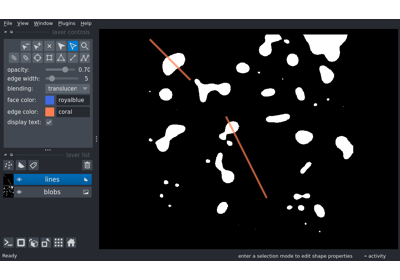 File View Window Plugins Help
layer controls
opacity: 0.70
edge width: 5
blending: translucen
face color: royalblue
edge color: coral
display text:
layer list
lines
blobs
Ready enter a selection mode to edit shape properties activity